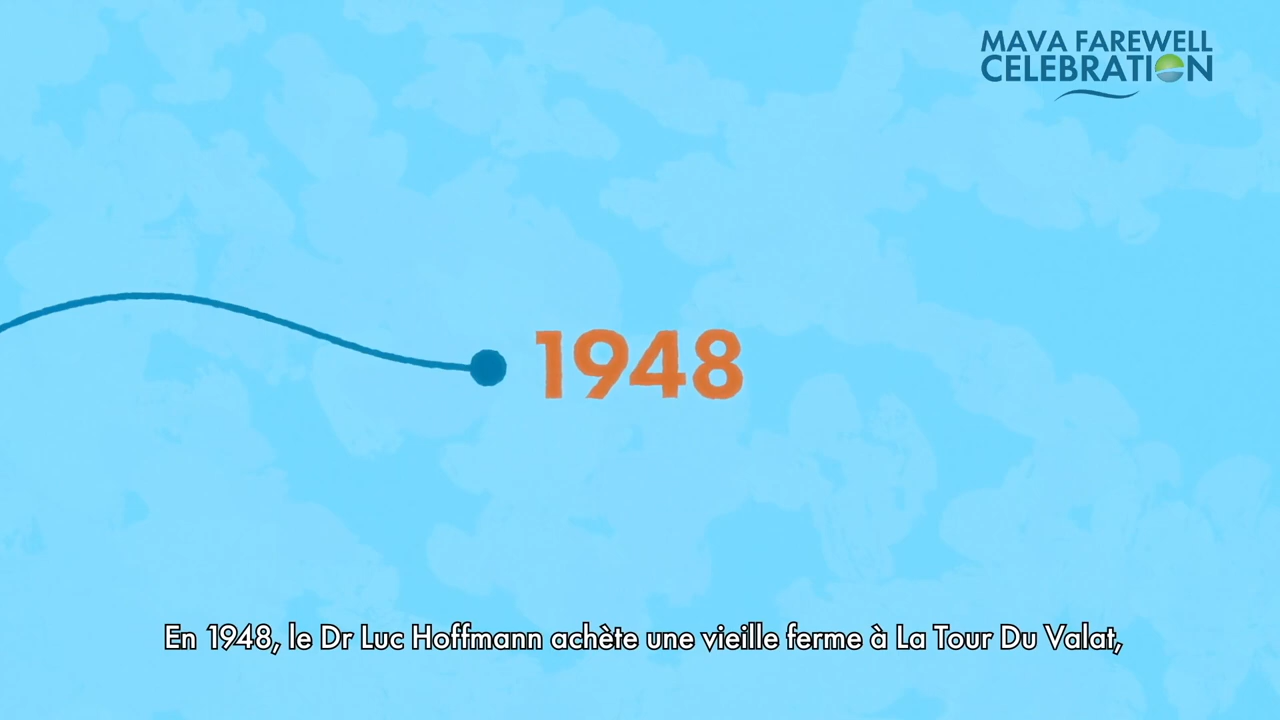 MAVA FAREWELL
CELEBRATION
1948
En 1948, le Dr Luc Hoffmann achète une vieille ferme à La Tour Du Valat,